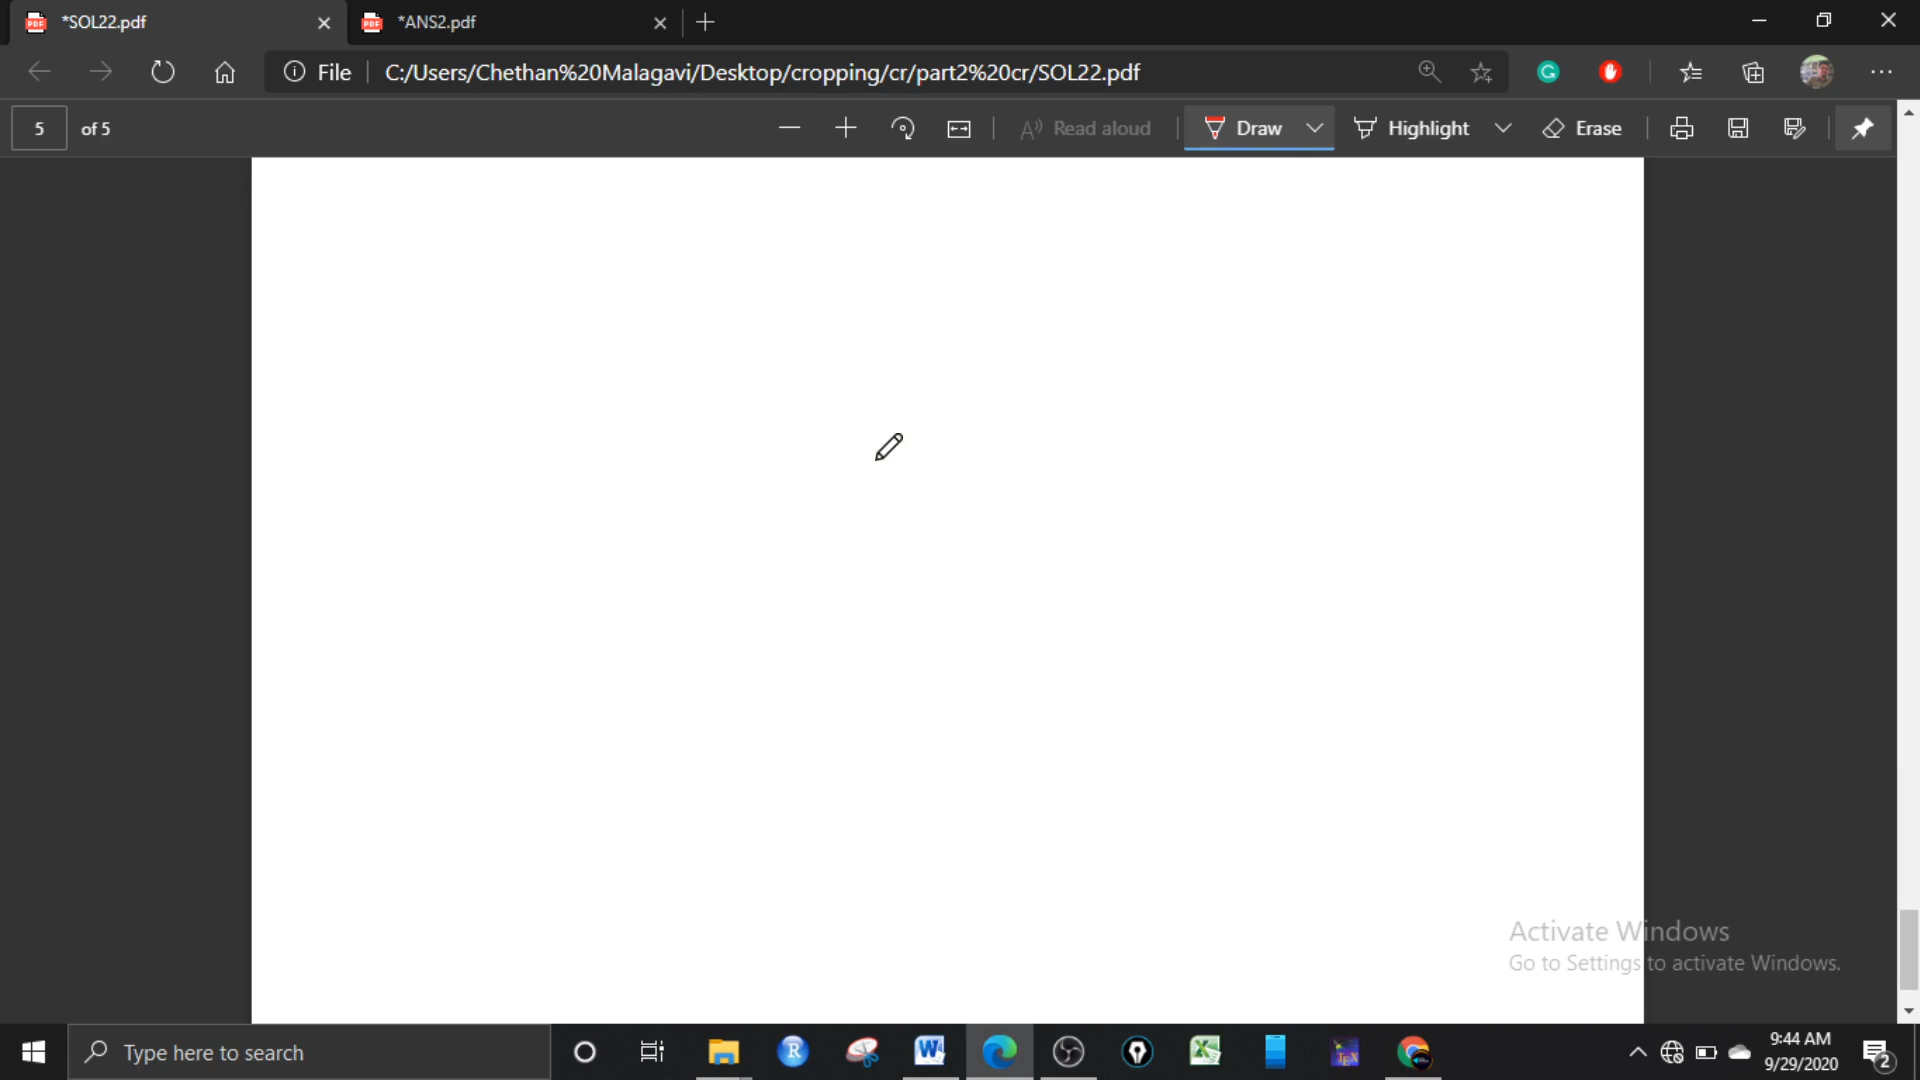 *SOL22.pdf
*ANS2.pdf
File
C:/Users/Chethan%20Malagavi/Desktop/cropping/cr/part2%20cr/SOL22.pdf
5 of 5
Read aloud
Draw
Highlight
Erase
Activate Windows
Go to Settings to activate Windows.
Type here to search
9:44 AM
9/29/2020
2